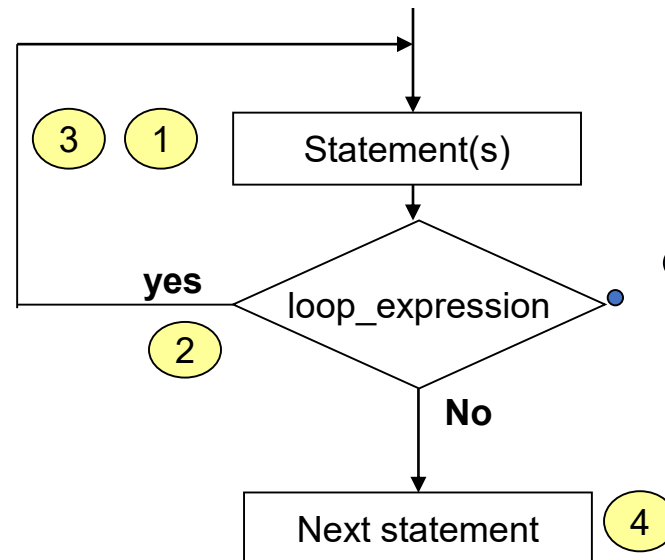 3 1
Statement(s)
yes
loop_expression
2
No
Next statement
4